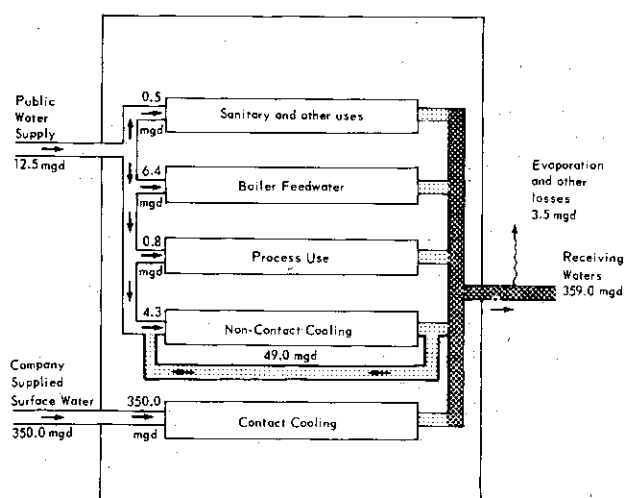 Public
Water
Supply
12.5 mgd
0.5
mgd
Sanitary and other uses
6.4
mgd
Boiler Feedwater
0.8
mgd
Process Use
4.3
Non-Contact Cooling
49.0 mgd
Evaporation
and other
losses
3.5 mgd
Receiving
Waters
359.0 mgd
Company
Supplied
Surface Water
350.0 mgd
350.0
mgd
Contact Cooling